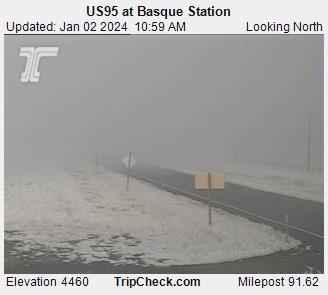 US95 at Basque Station
Updated: Jan 02 2024 10:59 AM Looking North
Elevation 4460 TripCheck.com Milepost 91.62